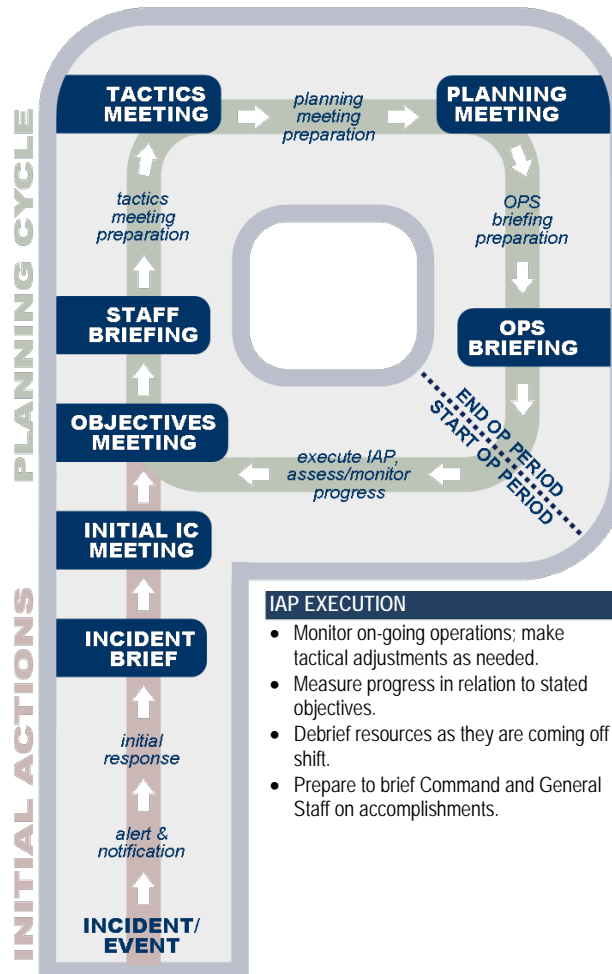 TACTICS
MEETING
planning
meeting
preparation
PLANNING
MEETING
OPS
briefing
preparation
OPS
BRIEFING
END OP PERIOD
START OP PERIOD
execute IAP,
assess/monitor
progress
tactics
meeting
preparation
STAFF
BRIEFING
OBJECTIVES
MEETING
INITIAL IC
MEETING
INCIDENT
BRIEF
initial
response
alert &
notification
INCIDENT/
EVENT
PLANNING CYCLE
INITIAL ACTIONS
IAP EXECUTION
• Monitor on-going operations; make
tactical adjustments as needed.
• Measure progress in relation to stated
objectives.
• Debrief resources as they are coming off
shift.
• Prepare to brief Command and General
Staff on accomplishments.